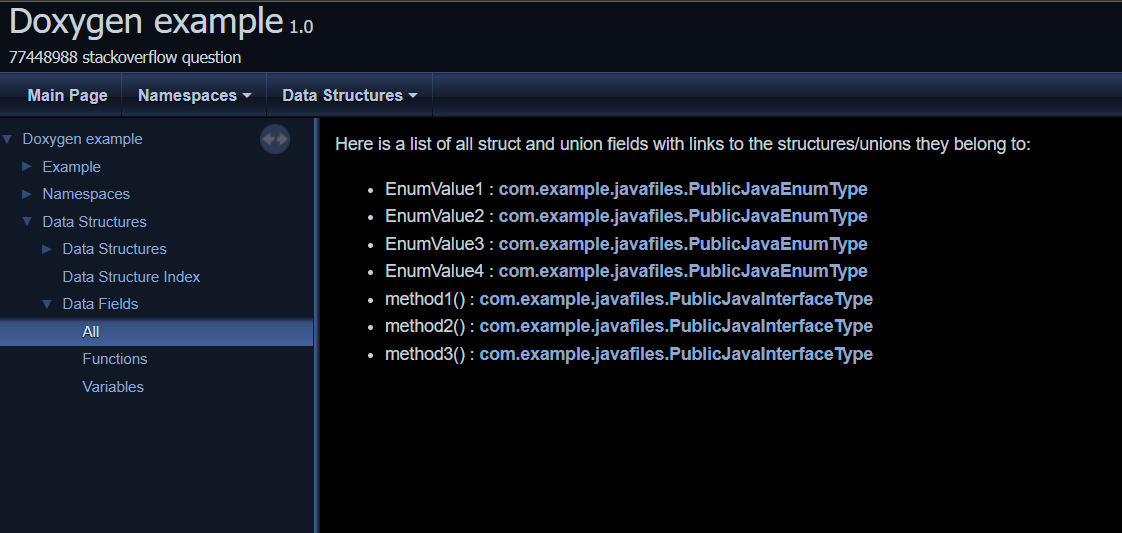 Doxygen example 1.0
77448988 stackoverflow question
Main Page Namespaces Data Structures
Doxygen example
Example
Namespaces
Data Structures
Data Structures
Data Structure Index
Data Fields
All
Functions
Variables
Here is a list of all struct and union fields with links to the structures/unions they belong to:
• EnumValue1 : com.example.javafiles.PublicJavaEnumType
• EnumValue2 : com.example.javafiles.PublicJavaEnumType
• EnumValue3 : com.example.javafiles.PublicJavaEnumType
• EnumValue4 : com.example.javafiles.PublicJavaEnumType
• method1() : com.example.javafiles.PublicJavaInterfaceType
• method2() : com.example.javafiles.PublicJavaInterfaceType
• method3() : com.example.javafiles.PublicJavaInterfaceType